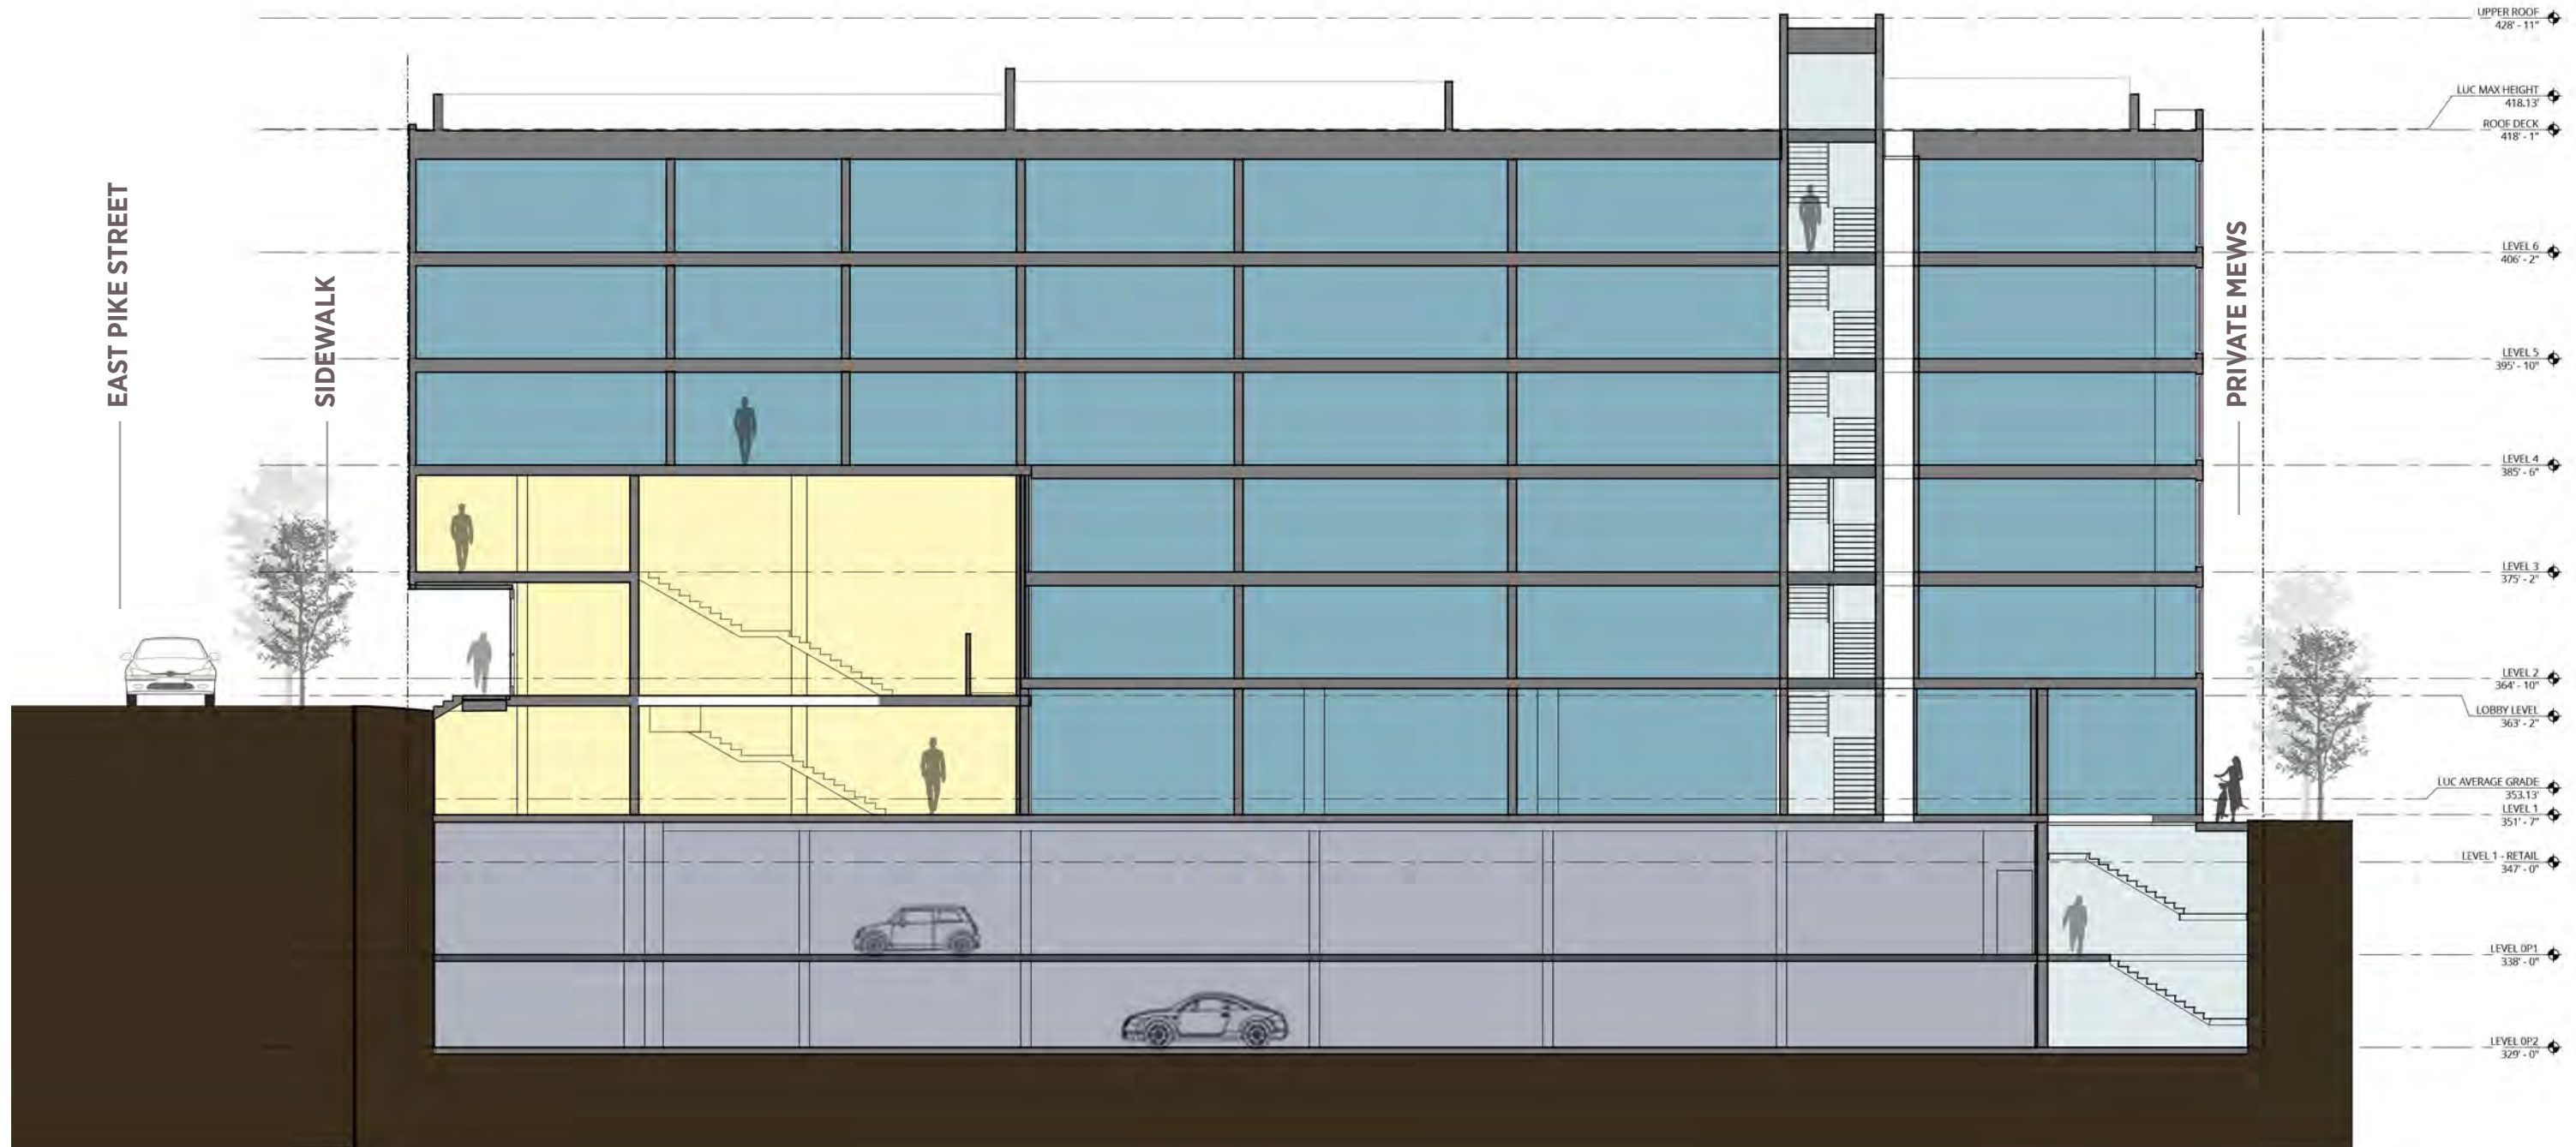 EAST PIKE STREET
SIDEWALK
PRIVATE MEWS
UPPER ROOF
428' - 11"
LUC MAX HEIGHT
418.13'
ROOF DECK
418' - 1"
LEVEL 6
406' - 2"
LEVEL 5
395' - 10"
LEVEL 4
385' - 6"
LEVEL 3
375' - 2"
LEVEL 2
364' - 10"
LOBBY LEVEL
363' - 2"
LUC AVERAGE GRADE
353.13'
LEVEL 1
351' - 7"
LEVEL 1 - RETAIL
347' - 0"
LEVEL 0P1
338' - 0"
LEVEL 0P2
329' - 0"